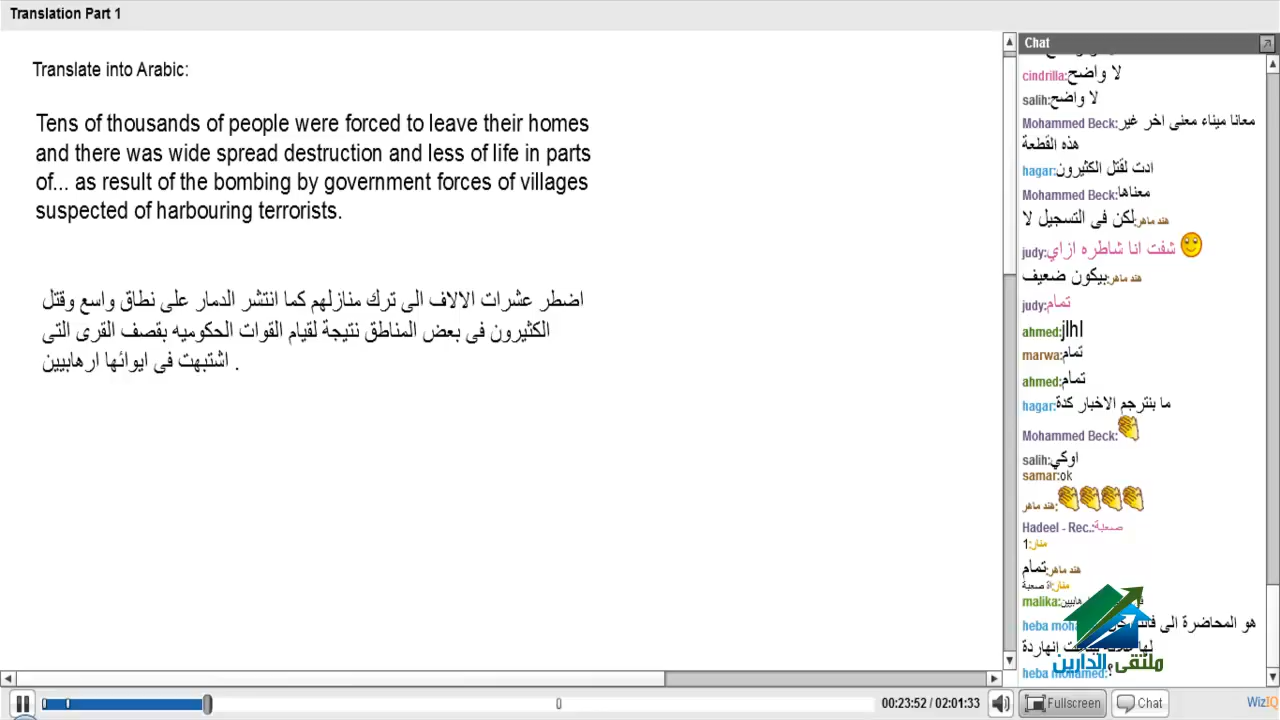 Translation Part 1
Translate into Arabic:
Tens of thousands of people were forced to leave their homes
and there was wide spread destruction and less of life in parts
of... as result of the bombing by government forces of villages
suspected of harbouring terrorists.
اضطر عشرات الالاف الى ترك منازلهم كما انتشر الدمار على نطاق واسع وقتل
الكثيرون فى بعض المناطق نتيجة لقيام القوات الحكوميه بقصف القرى التى
اشتبهت فى ايوائها ارهابيين .
Chat
cindrilla:لا واضح
salih:لا واضح
Mohammed Beck:معانا ميناء معنى اخر غير
هذه القطعة
hagar:ادت لقتل الكثيرون
Mohammed Beck:معناها
هند ماهر:لكن فى التسجيل لا
judy:شفت انا شاطره ازاي
هند ماهر:بيكون ضعيف
judy:تمام
ahmed:jlhl
marwa:تمام
ahmed:تمام
hagar:ما بنترجم الاخبار كدة
Mohammed Beck:
salih:اوكي
samar:ok
هند ماهر:
Hadeel - Rec.:صعبة
منار:1
هند ماهر:تمام
منار:اة صعبة
malika:
heba moh هو المحاضرة الى
إنهاردة
heba mohamed:؟
ملتقى الدارين
00:23:52 / 02:01:33
Fullscreen
Chat
WizIQ